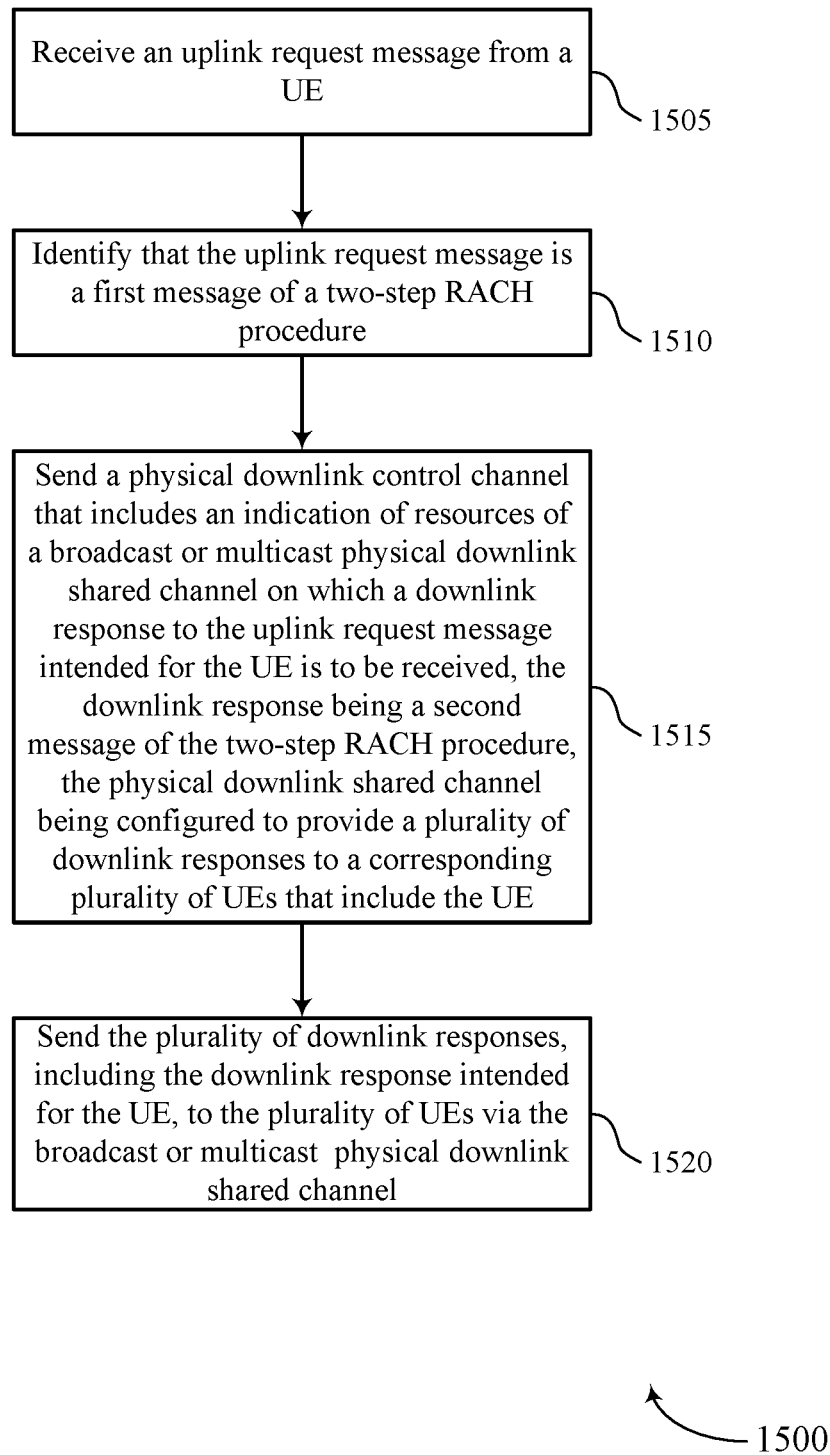 Receive an uplink request message from a
UE
1505
Identify that the uplink request message is
a first message of a two-step RACH
procedure
1510
Send a physical downlink control channel
that includes an indication of resources of
a broadcast or multicast physical downlink
shared channel on which a downlink
response to the uplink request message
intended for the UE is to be received, the
downlink response being a second
message of the two-step RACH procedure,
the physical downlink shared channel
being configured to provide a plurality of
downlink responses to a corresponding
plurality of UEs that include the UE
1515
Send the plurality of downlink responses,
including the downlink response intended
for the UE, to the plurality of UEs via the
broadcast or multicast physical downlink
shared channel
1520
1500